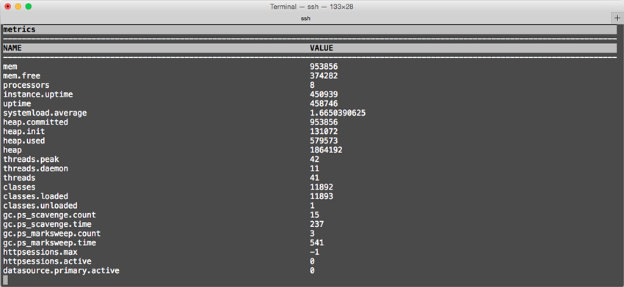 Terminal — ssh — 133×28
ssh
metrics
NAME VALUE
mem 953856
mem.free 374282
processors 8
instance.uptime 450939
uptime 458746
systemload.average 1.6650390625
heap.committed 953856
heap.init 131072
heap.used 579573
heap 1864192
threads.peak 42
threads.daemon 11
threads 41
classes 11892
classes.loaded 11893
classes.unloaded 1
gc.ps_scavenge.count 15
gc.ps_scavenge.time 237
gc.ps_marksweep.count 3
gc.ps_marksweep.time 541
httpsessions.max -1
httpsessions.active 0
datasource.primary.active 0